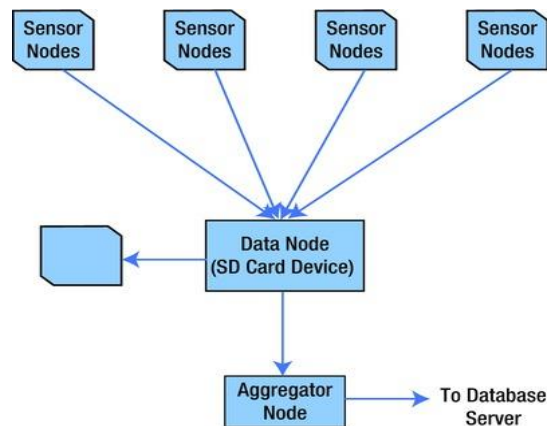 Sensor
Nodes
Sensor
Nodes
Sensor
Nodes
Sensor
Nodes
Data Node
(SD Card Device)
Aggregator
Node
To Database
Server